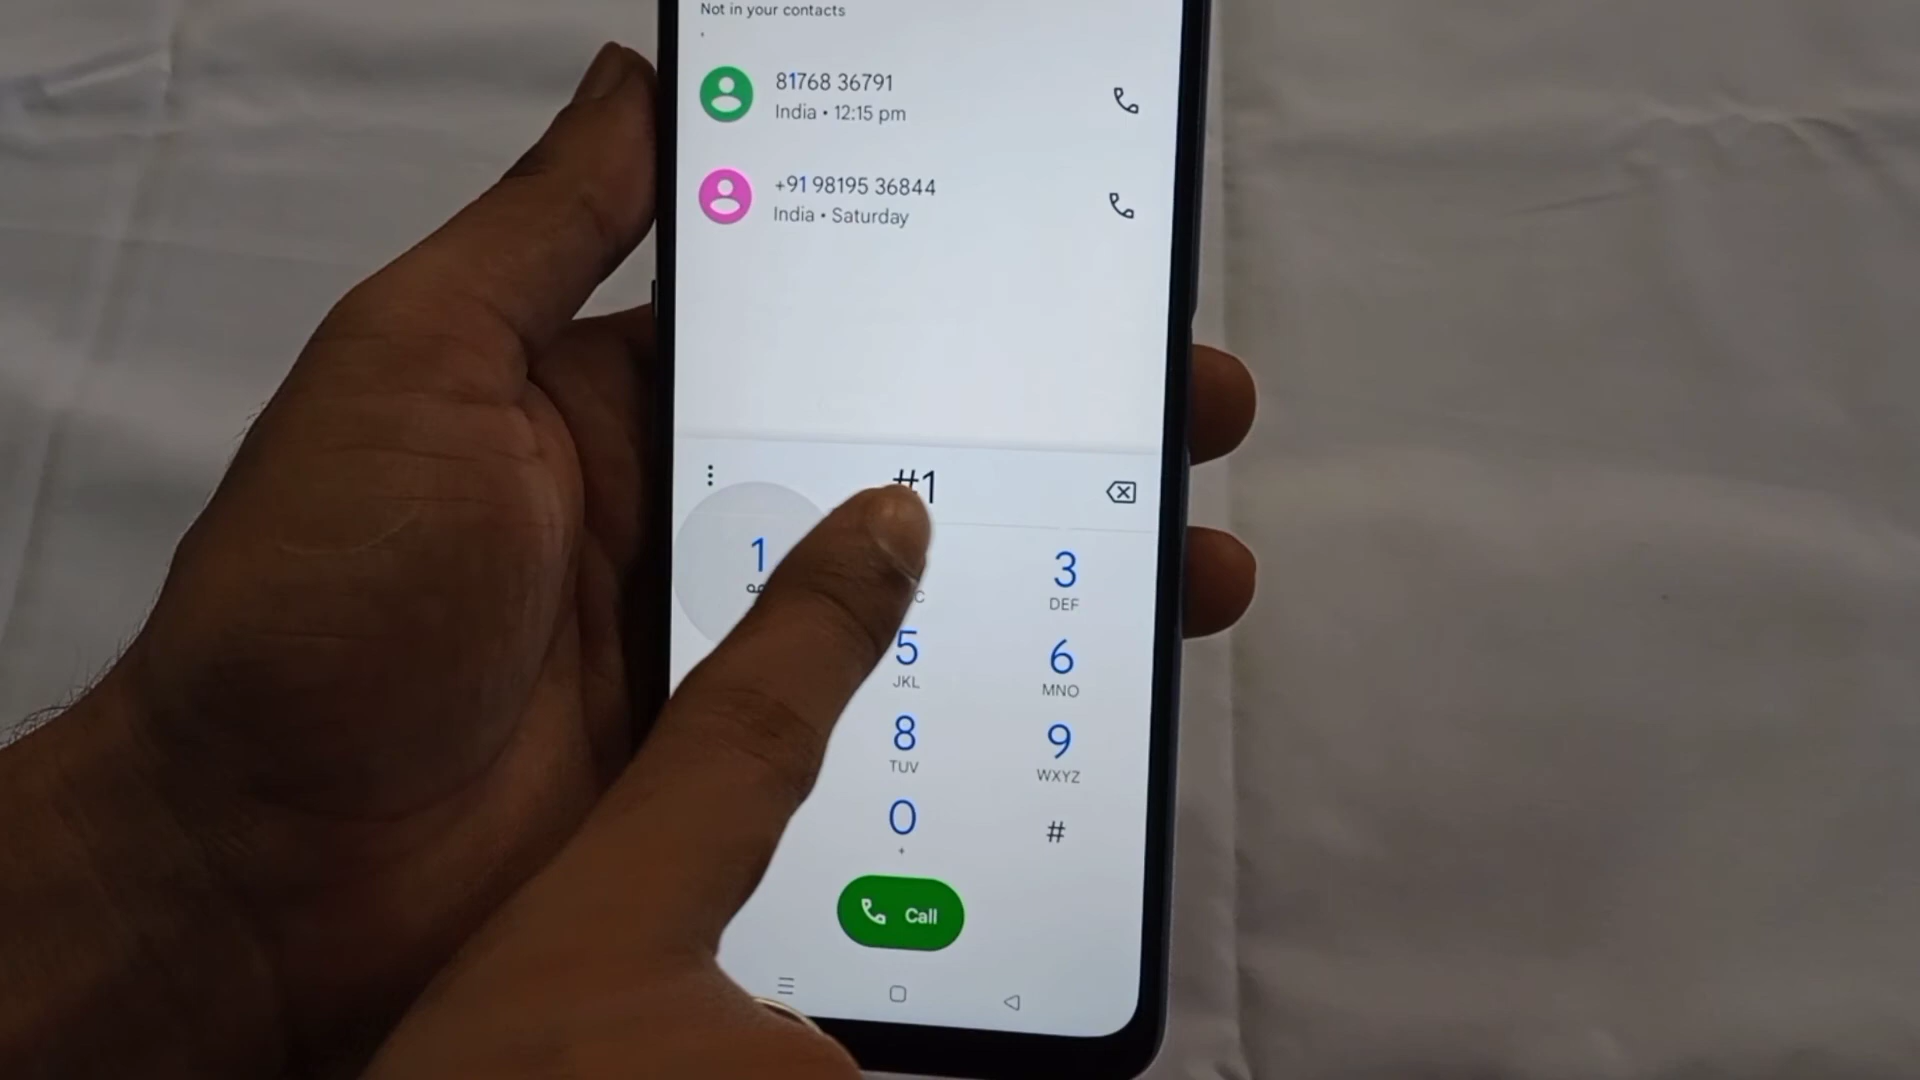 Not in your contacts
81768 36791
India • 12:15 pm
+91 98195 36844
India • Saturday
#1
1
3
DEF
5
JKL
6
MNO
8
TUV
9
WXYZ
0
+
#
Call